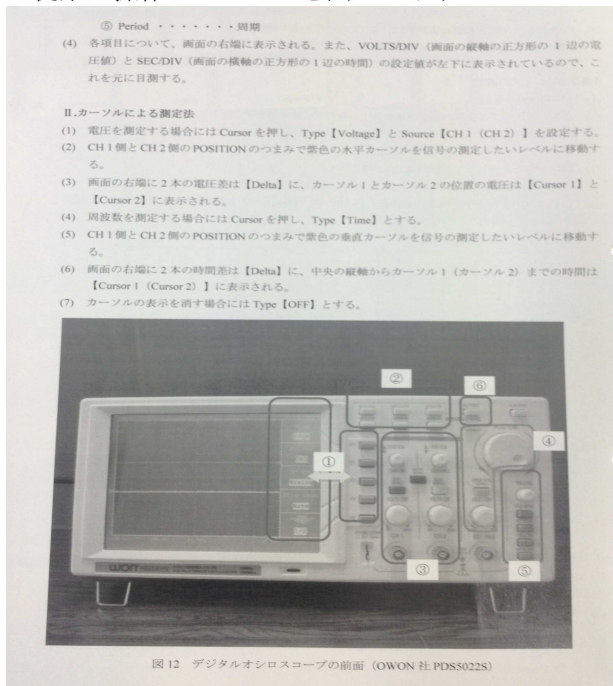 ⑤ Period ・・・・・・・周期
(4) 各項目について、画面の右端に表示される。また、VOLTS/DIV（画面の縦軸の正方形の 1 辺の電
圧値）と SEC/DIV（画面の横軸の正方形の 1 辺の時間）の設定値が左下に表示されているので、こ
れを元に目測する。
Ⅱ.カーソルによる測定法
(1) 電圧を測定する場合には Cursor を押し、Type【Voltage】と Source【CH 1（CH 2）】を設定する。
(2) CH 1 側と CH 2 側の POSITION のつまみで紫色の水平カーソルを信号の測定したいレベルに移動す
る。
(3) 画面の右端に 2 本の電圧差は【Delta】に、カーソル 1 とカーソル 2 の位置の電圧は【Cursor 1】と
【Cursor 2】に表示される。
(4) 周波数を測定する場合には Cursor を押し、Type【Time】とする。
(5) CH 1 側と CH 2 側の POSITION のつまみで紫色の垂直カーソルを信号の測定したいレベルに移動す
る。
(6) 画面の右端に 2 本の時間差は【Delta】に、中央の縦軸からカーソル 1（カーソル 2）までの時間は
【Cursor 1（Cursor 2）】に表示される。
(7) カーソルの表示を消す場合には Type【OFF】とする。
②
⑥
①
④
③
⑤
図 12 デジタルオシロスコープの前面（OWON 社 PDS5022S）